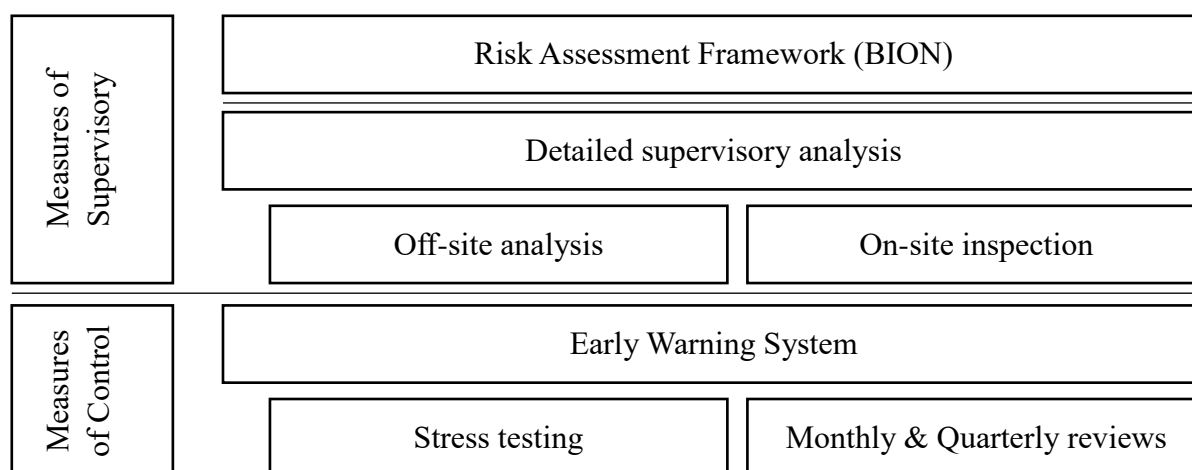 Measures of
Supervisory
Risk Assessment Framework (BION)
Detailed supervisory analysis
Off-site analysis
On-site inspection
Measures
of Control
Early Warning System
Stress testing
Monthly & Quarterly reviews